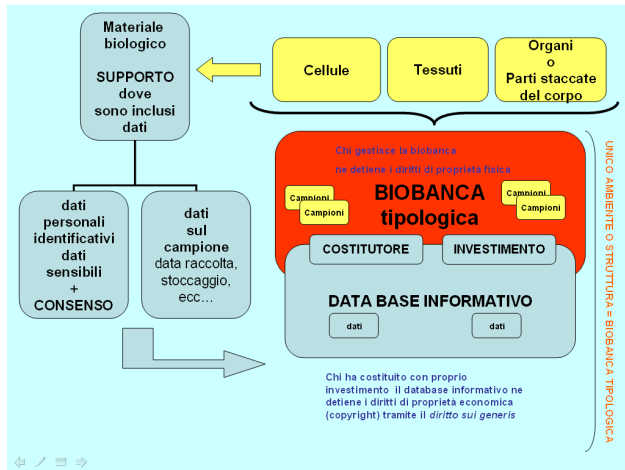 Materiale
biologico
SUPPORTO
dove
sono inclusi
dati
Cellule
Tessuti
Organi
o
Parti staccate
del corpo
dati
personali
identificativi
dati
sensibili
+
CONSENSO
dati
sul
campione
data raccolta,
stoccaggio,
ecc...
Chi gestisce la biobanca
ne detiene i diritti di proprietà fisica
BIOBANCA
tipologica
Campioni
Campioni
Campioni
Campioni
COSTITUTORE
INVESTIMENTO
DATA BASE INFORMATIVO
dati
dati
Chi ha costituito con proprio
investimento il database informativo ne
detiene i diritti di proprietà economica
(copyright) tramite il diritto sui generis
UNICO AMBIENTE O STRUTTURA = BIOBANCA TIPOLOGICA